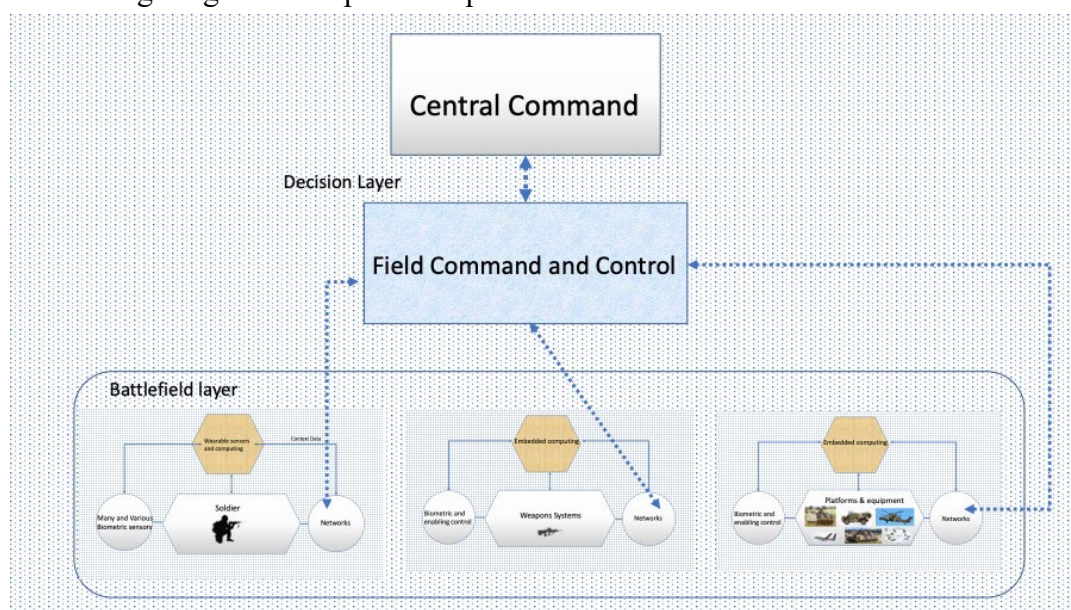 Central Command
Decision Layer
Field Command and Control
Battlefield layer
Wearable sensors
and computing
Context Data
Many and Various
Biometric sensors
Soldier
Networks
Embedded computing
Biometric and
enabling control
Weapons Systems
Networks
Embedded computing
Biometric and
enabling control
Platforms & equipment
Networks